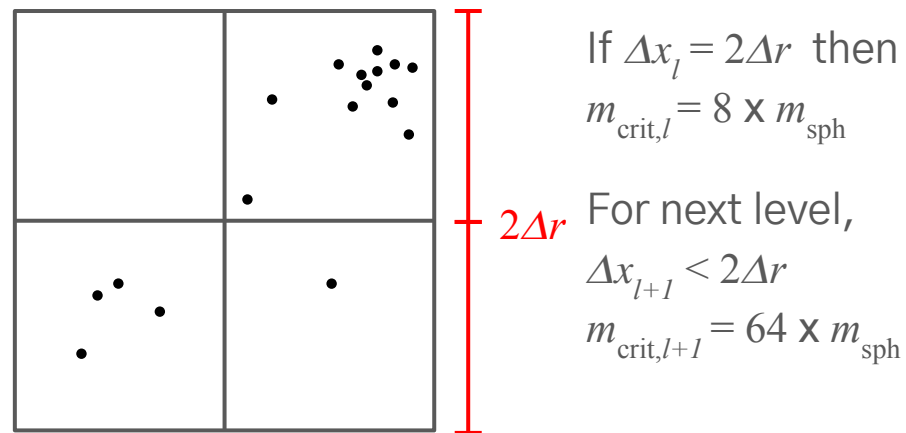 If Δx_l = 2Δr then
m_crit,l = 8 x m_sph
2Δr
For next level,
Δx_l+1 < 2Δr
m_crit,l+1 = 64 x m_sph